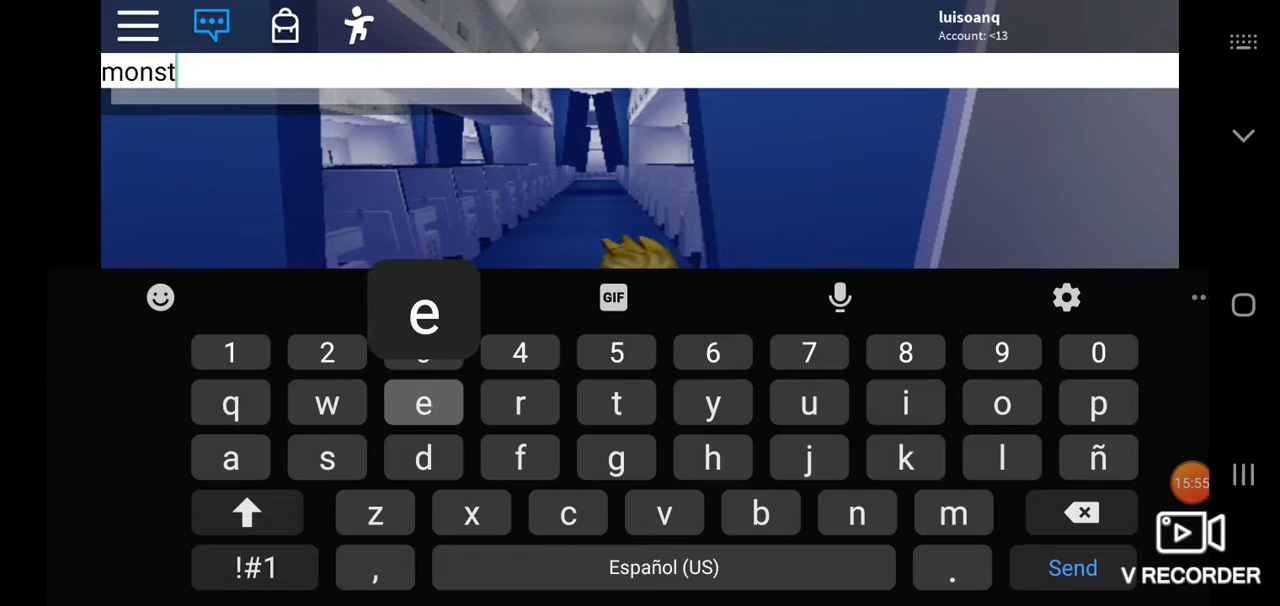 luisoanq
Account: <13
monst
e
GIF
1 2 4 5 6 7 8 9 0
q w e r t y u i o p
a s d f g h j k l ñ
z x c v b n m
!#1 , Español (US) . Send
15:55
V RECORDER